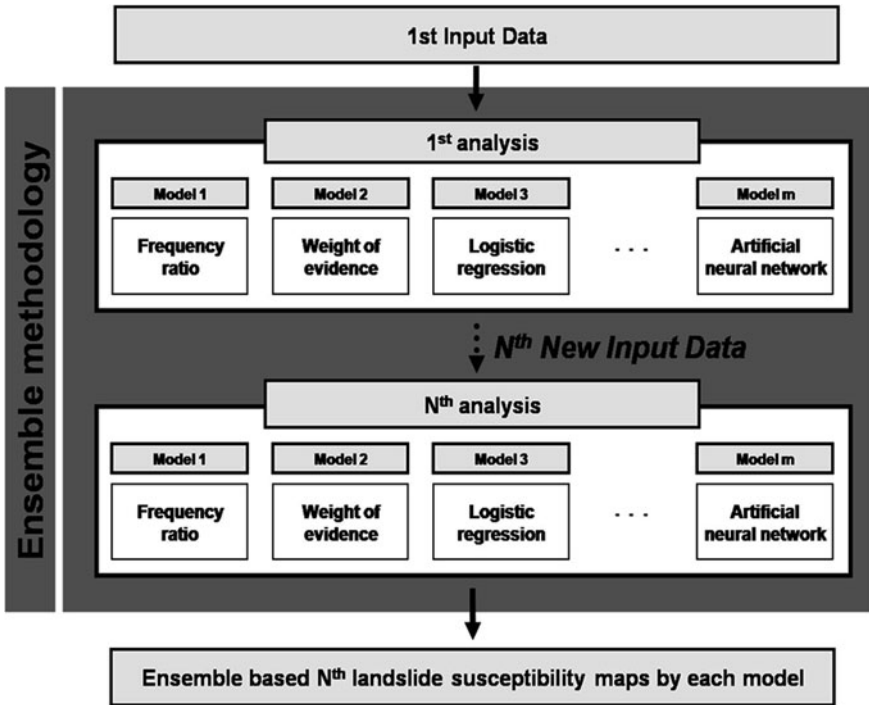 1st Input Data
Ensemble methodology
1st analysis
Model 1
Model 2
Model 3
Model m
Frequency
ratio
Weight of
evidence
Logistic
regression
. . .
Artificial
neural network
Nth New Input Data
Nth analysis
Model 1
Model 2
Model 3
Model m
Frequency
ratio
Weight of
evidence
Logistic
regression
. . .
Artificial
neural network
Ensemble based Nth landslide susceptibility maps by each model